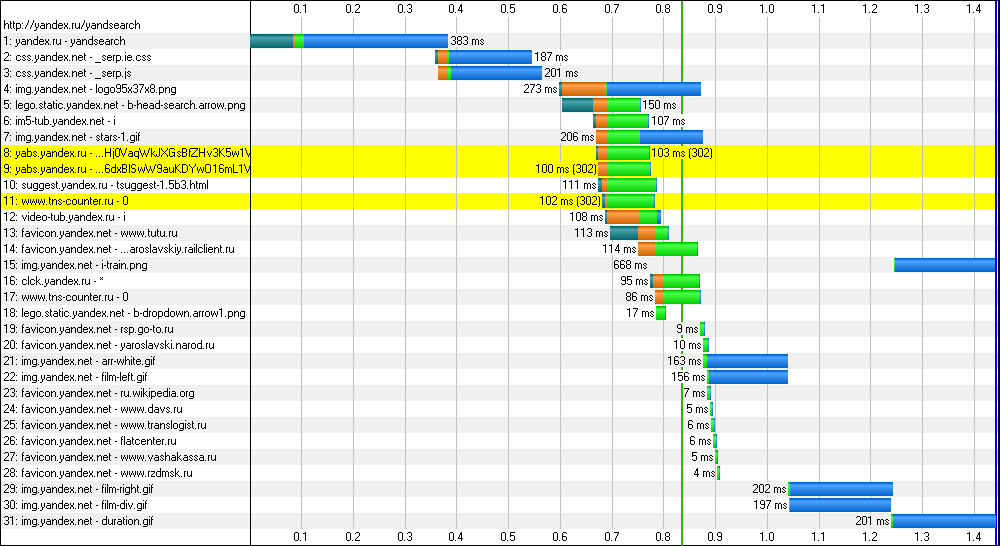 0.1 0.2 0.3 0.4 0.5 0.6 0.7 0.8 0.9 1.0 1.1 1.2 1.3 1.4
http://yandex.ru/yandsearch
1: yandex.ru - yandsearch 383 ms
2: css.yandex.net - _serp.ie.css 187 ms
3: css.yandex.net - _serp.js 201 ms
4: img.yandex.net - logo95x37x8.png 273 ms
5: lego.static.yandex.net - b-head-search.arrow.png 150 ms
6: im5-tub.yandex.net - i 107 ms
7: img.yandex.net - stars-1.gif 206 ms
8: yabs.yandex.ru - ...Hj0VaqWkJXGsBfZHv3K5w1V 103 ms (302)
9: yabs.yandex.ru - ...6dxBISwW9auKDYwO16mL1V 100 ms (302)
10: suggest.yandex.ru - tsuggest-1.5b3.html 111 ms
11: www.tns-counter.ru - 0 102 ms (302)
12: video-tub.yandex.ru - i 108 ms
13: favicon.yandex.net - www.tutu.ru 113 ms
14: favicon.yandex.net - ...aroslavskiy.railclient.ru 114 ms
15: img.yandex.net - i-train.png 668 ms
16: clck.yandex.ru - * 95 ms
17: www.tns-counter.ru - 0 86 ms
18: lego.static.yandex.net - b-dropdown.arrow1.png 17 ms
19: favicon.yandex.net - rsp.go-to.ru 9 ms
20: favicon.yandex.net - yaroslavski.narod.ru 10 ms
21: img.yandex.net - arr-white.gif 163 ms
22: img.yandex.net - film-left.gif 156 ms
23: favicon.yandex.net - ru.wikipedia.org 7 ms
24: favicon.yandex.net - www.davs.ru 5 ms
25: favicon.yandex.net - www.translogist.ru 6 ms
26: favicon.yandex.net - flatcenter.ru 6 ms
27: favicon.yandex.net - www.vashakassa.ru 5 ms
28: favicon.yandex.net - www.rzdmsk.ru 4 ms
29: img.yandex.net - film-right.gif 202 ms
30: img.yandex.net - film-div.gif 197 ms
31: img.yandex.net - duration.gif 201 ms
0.1 0.2 0.3 0.4 0.5 0.6 0.7 0.8 0.9 1.0 1.1 1.2 1.3 1.4